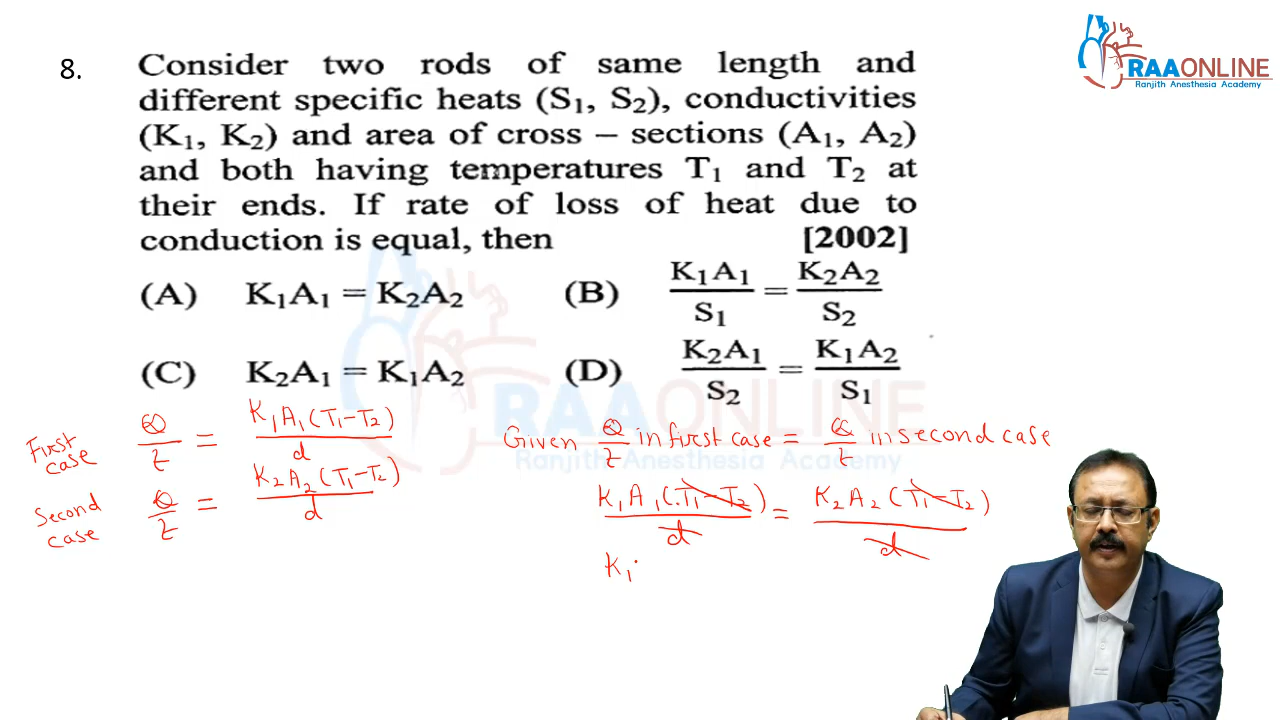 8.
Consider two rods of same length and
different specific heats (S₁, S₂), conductivities
(K₁, K₂) and area of cross – sections (A₁, A₂)
and both having temperatures T₁ and T₂ at
their ends. If rate of loss of heat due to
conduction is equal, then [2002]
(A) K₁A₁ = K₂A₂ (B) K₁A₁/S₁ = K₂A₂/S₂
(C) K₂A₁ = K₁A₂ (D) K₂A₁/S₂ = K₁A₂/S₁
First case Q/t = K₁A₁(T₁-T₂)/d
Second case Q/t = K₂A₂(T₁-T₂)/d
Given Q/t in first case = Q/t in second case
K₁A₁(T₁-T₂)/d = K₂A₂(T₁-T₂)/d
K₁
RAAONLINE
Ranjith Anesthesia Academy
RAAONLINE
Ranjith Anesthesia Academy